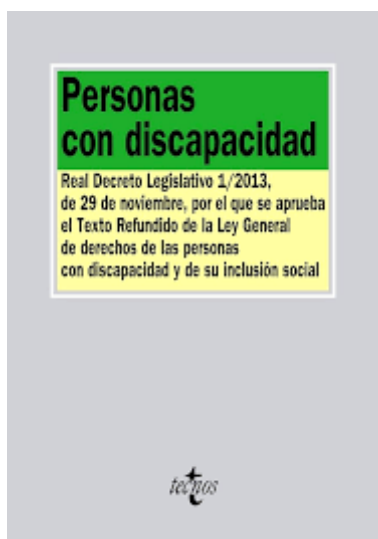 Personas
con discapacidad
Real Decreto Legislativo 1/2013,
de 29 de noviembre, por el que se aprueba
el Texto Refundido de la Ley General
de derechos de las personas
con discapacidad y de su inclusión social
tecnos